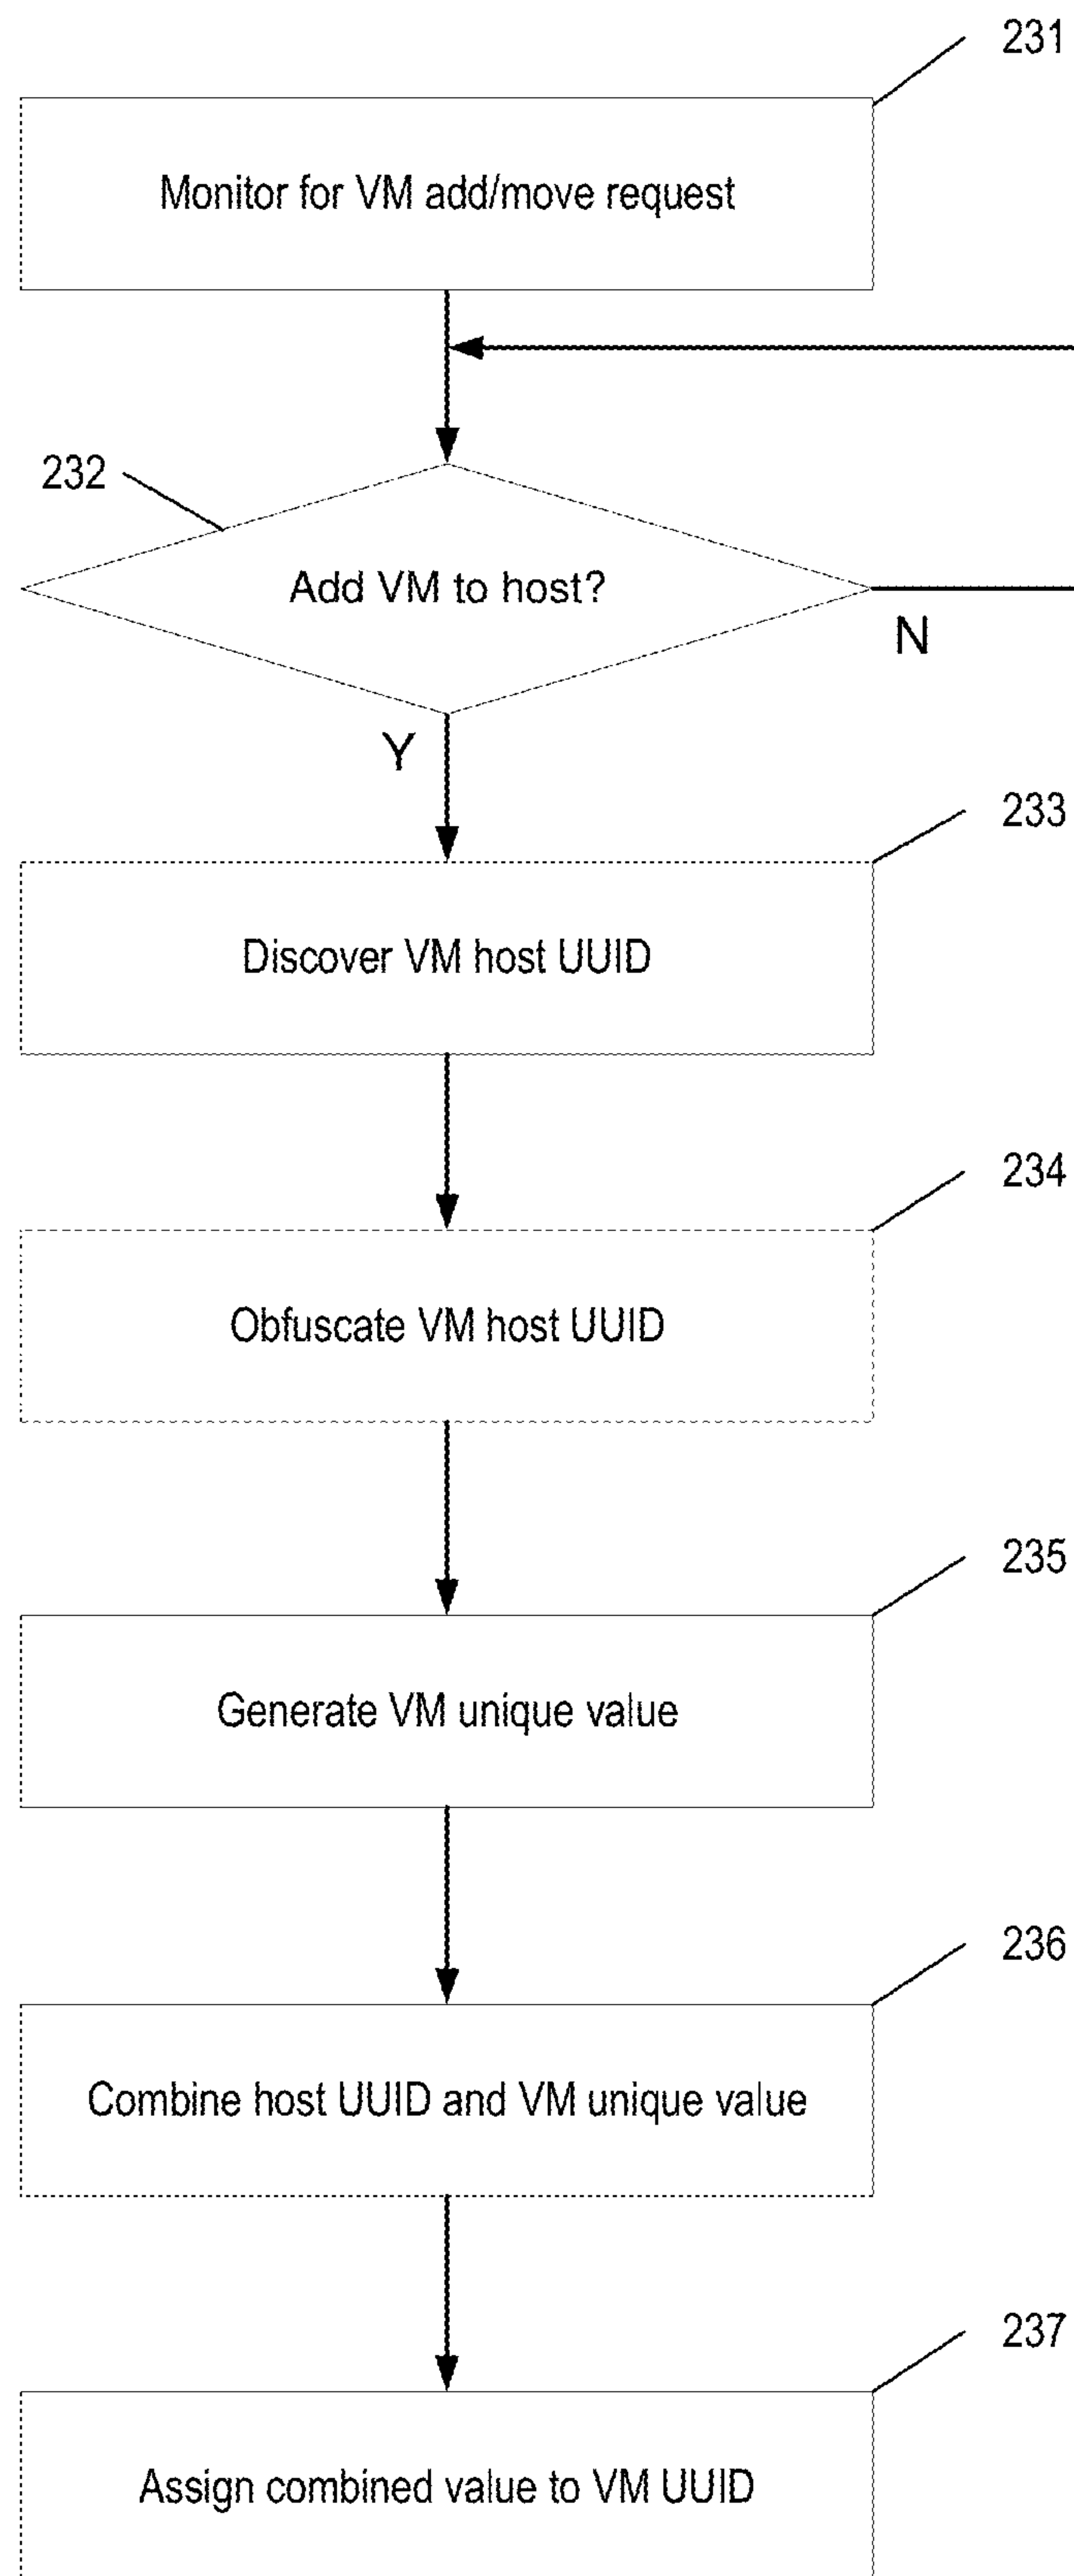 231
Monitor for VM add/move request
232
Add VM to host?
N
Y
233
Discover VM host UUID
234
Obfuscate VM host UUID
235
Generate VM unique value
236
Combine host UUID and VM unique value
237
Assign combined value to VM UUID